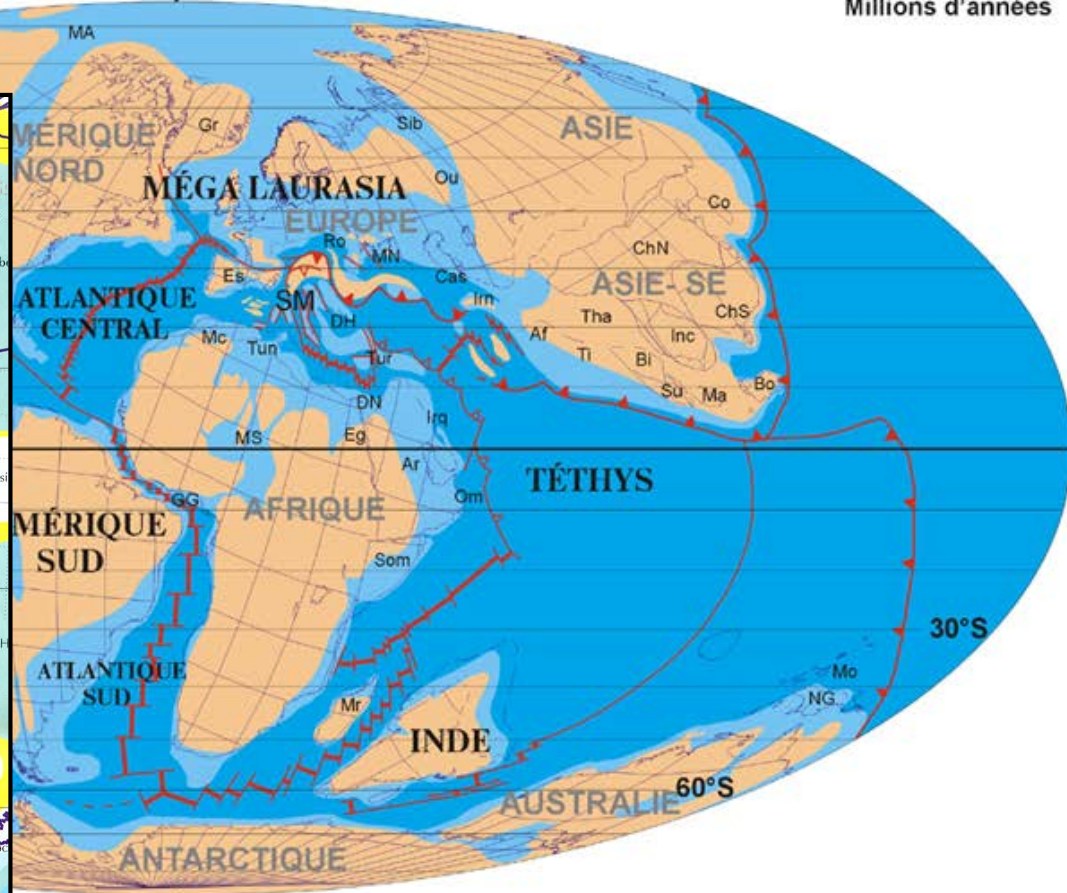 Millions d'années
MA
MÉRIQUE
NORD
Gr
Sib
ASIE
MÉGA LAURASIA
Ou
EUROPE
Co
Ro
MN
ChN
Es
Cas
ASIE- SE
ATLANTIQUE
CENTRAL
SM
Irn
DH
Tha
ChS
Mc
Tun
Af
Inc
Tur
Ti
Bi
DN
Su
Ma
Bo
Irq
MS
Eg
Ar
TÉTHYS
GG
AFRIQUE
Om
MÉRIQUE
SUD
Som
30°S
ATLANTIQUE
SUD
Mo
Mr
NG
INDE
60°S
AUSTRALIE
ANTARCTIQUE